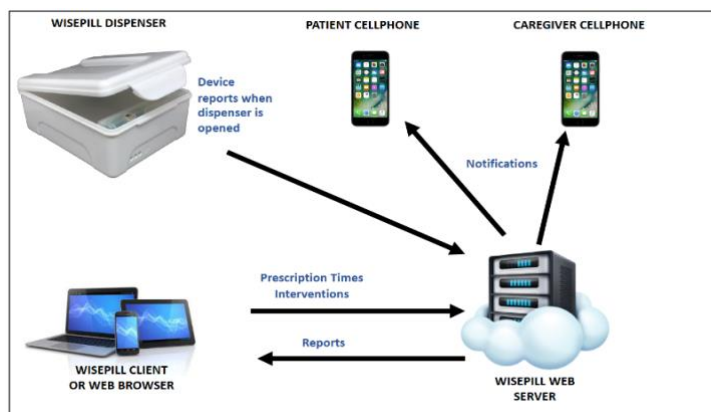 WISEPILL DISPENSER
PATIENT CELLPHONE
CAREGIVER CELLPHONE
Device
reports when
dispenser is
opened
Notifications
Prescription Times
Interventions
Reports
WISEPILL CLIENT
OR WEB BROWSER
WISEPILL WEB
SERVER